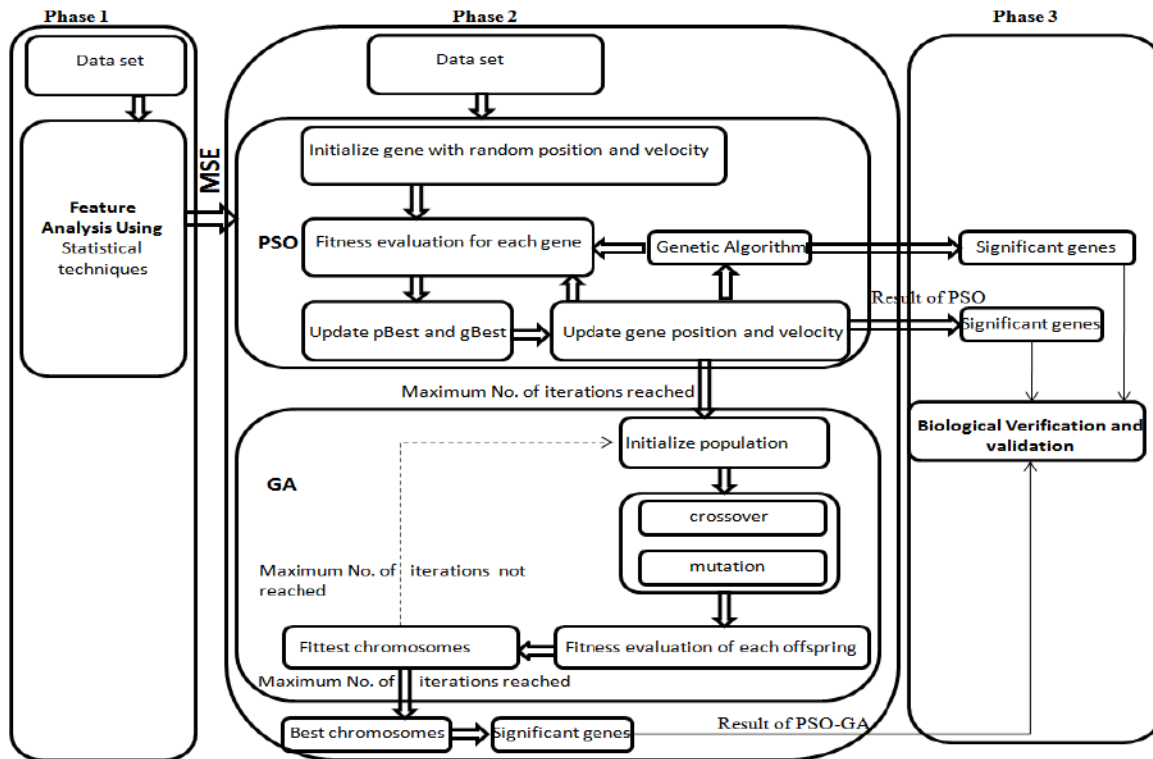 Phase 1
Phase 2
Phase 3
Data set
Feature Analysis Using
Statistical
techniques
MSE
Data set
PSO
Initialize gene with random position and velocity
Fitness evaluation for each gene
Genetic Algorithm
Update pBest and gBest
Update gene position and velocity
Significant genes
Result of PSO
Significant genes
Maximum No. of iterations reached
GA
Initialize population
crossover
mutation
Maximum No. of iterations not
reached
Fittest chromosomes
Fitness evaluation of each offspring
Maximum No. of iterations reached
Best chromosomes
Significant genes
Result of PSO-GA
Biological Verification and
validation